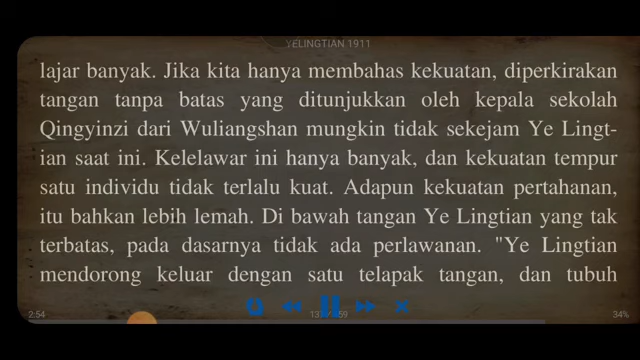 YELINGTIAN 1911
lajar banyak. Jika kita hanya membahas kekuatan, diperkirakan
tangan tanpa batas yang ditunjukkan oleh kepala sekolah
Qingyinzi dari Wuliangshan mungkin tidak sekejam Ye Lingt-
ian saat ini. Kelelawar ini hanya banyak, dan kekuatan tempur
satu individu tidak terlalu kuat. Adapun kekuatan pertahanan,
itu bahkan lebih lemah. Di bawah tangan Ye Lingtian yang tak
terbatas, pada dasarnya tidak ada perlawanan. "Ye Lingtian
mendorong keluar dengan satu telapak tangan, dan tubuh
2:54
34%